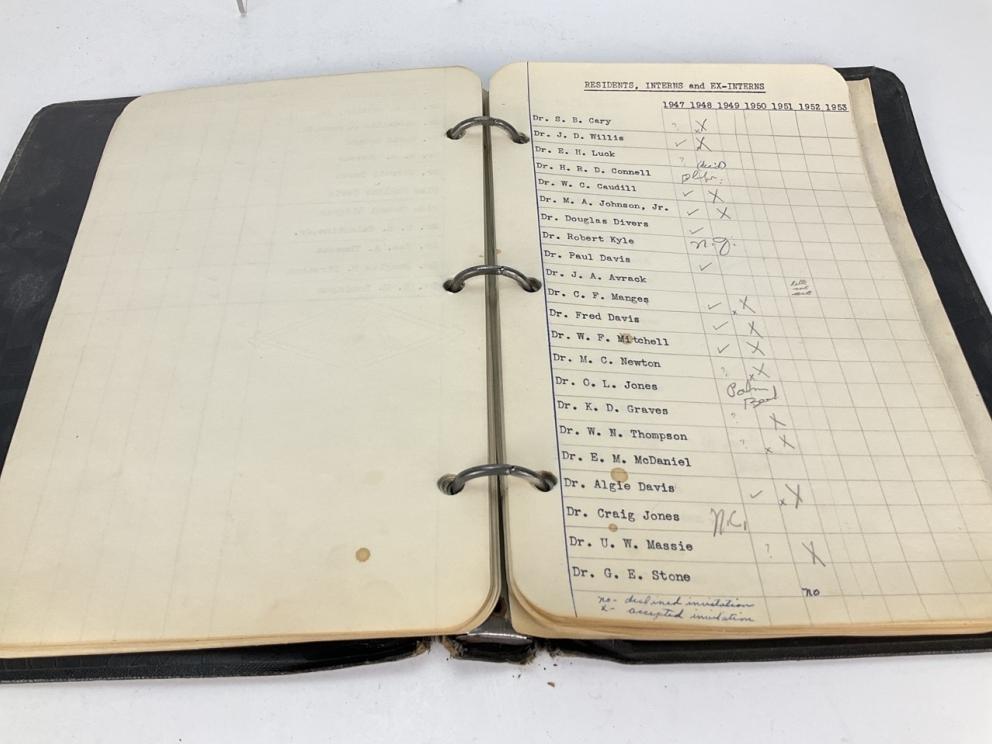 RESIDENTS, INTERNS and EX-INTERNS
1947 1948 1949 1950 1951 1952 1953
Dr. S. B. Cary ? x X
Dr. J. D. Willis ✓ X
Dr. E. H. Luck ?
Dr. H. R. D. Connell
Dr. W. C. Caudill ✓ X
Dr. M. A. Johnson, Jr. ✓ X
Dr. Douglas Divers ✓
Dr. Robert Kyle n.g.
Dr. Paul Davis ✓
Dr. J. A. Avrack
Dr. C. F. Manges ✓ x X
Dr. Fred Davis ✓ X
Dr. W. F. Mitchell ✓ X
Dr. M. C. Newton ? x X
Dr. O. L. Jones Palm
Dr. K. D. Graves ? X
Dr. W. N. Thompson ? x X
Dr. E. M. McDaniel
Dr. Algie Davis ✓ x X
Dr. Craig Jones N.C.
Dr. U. W. Massie ? X
Dr. G. E. Stone no
no - declined invitation
x - accepted invitation